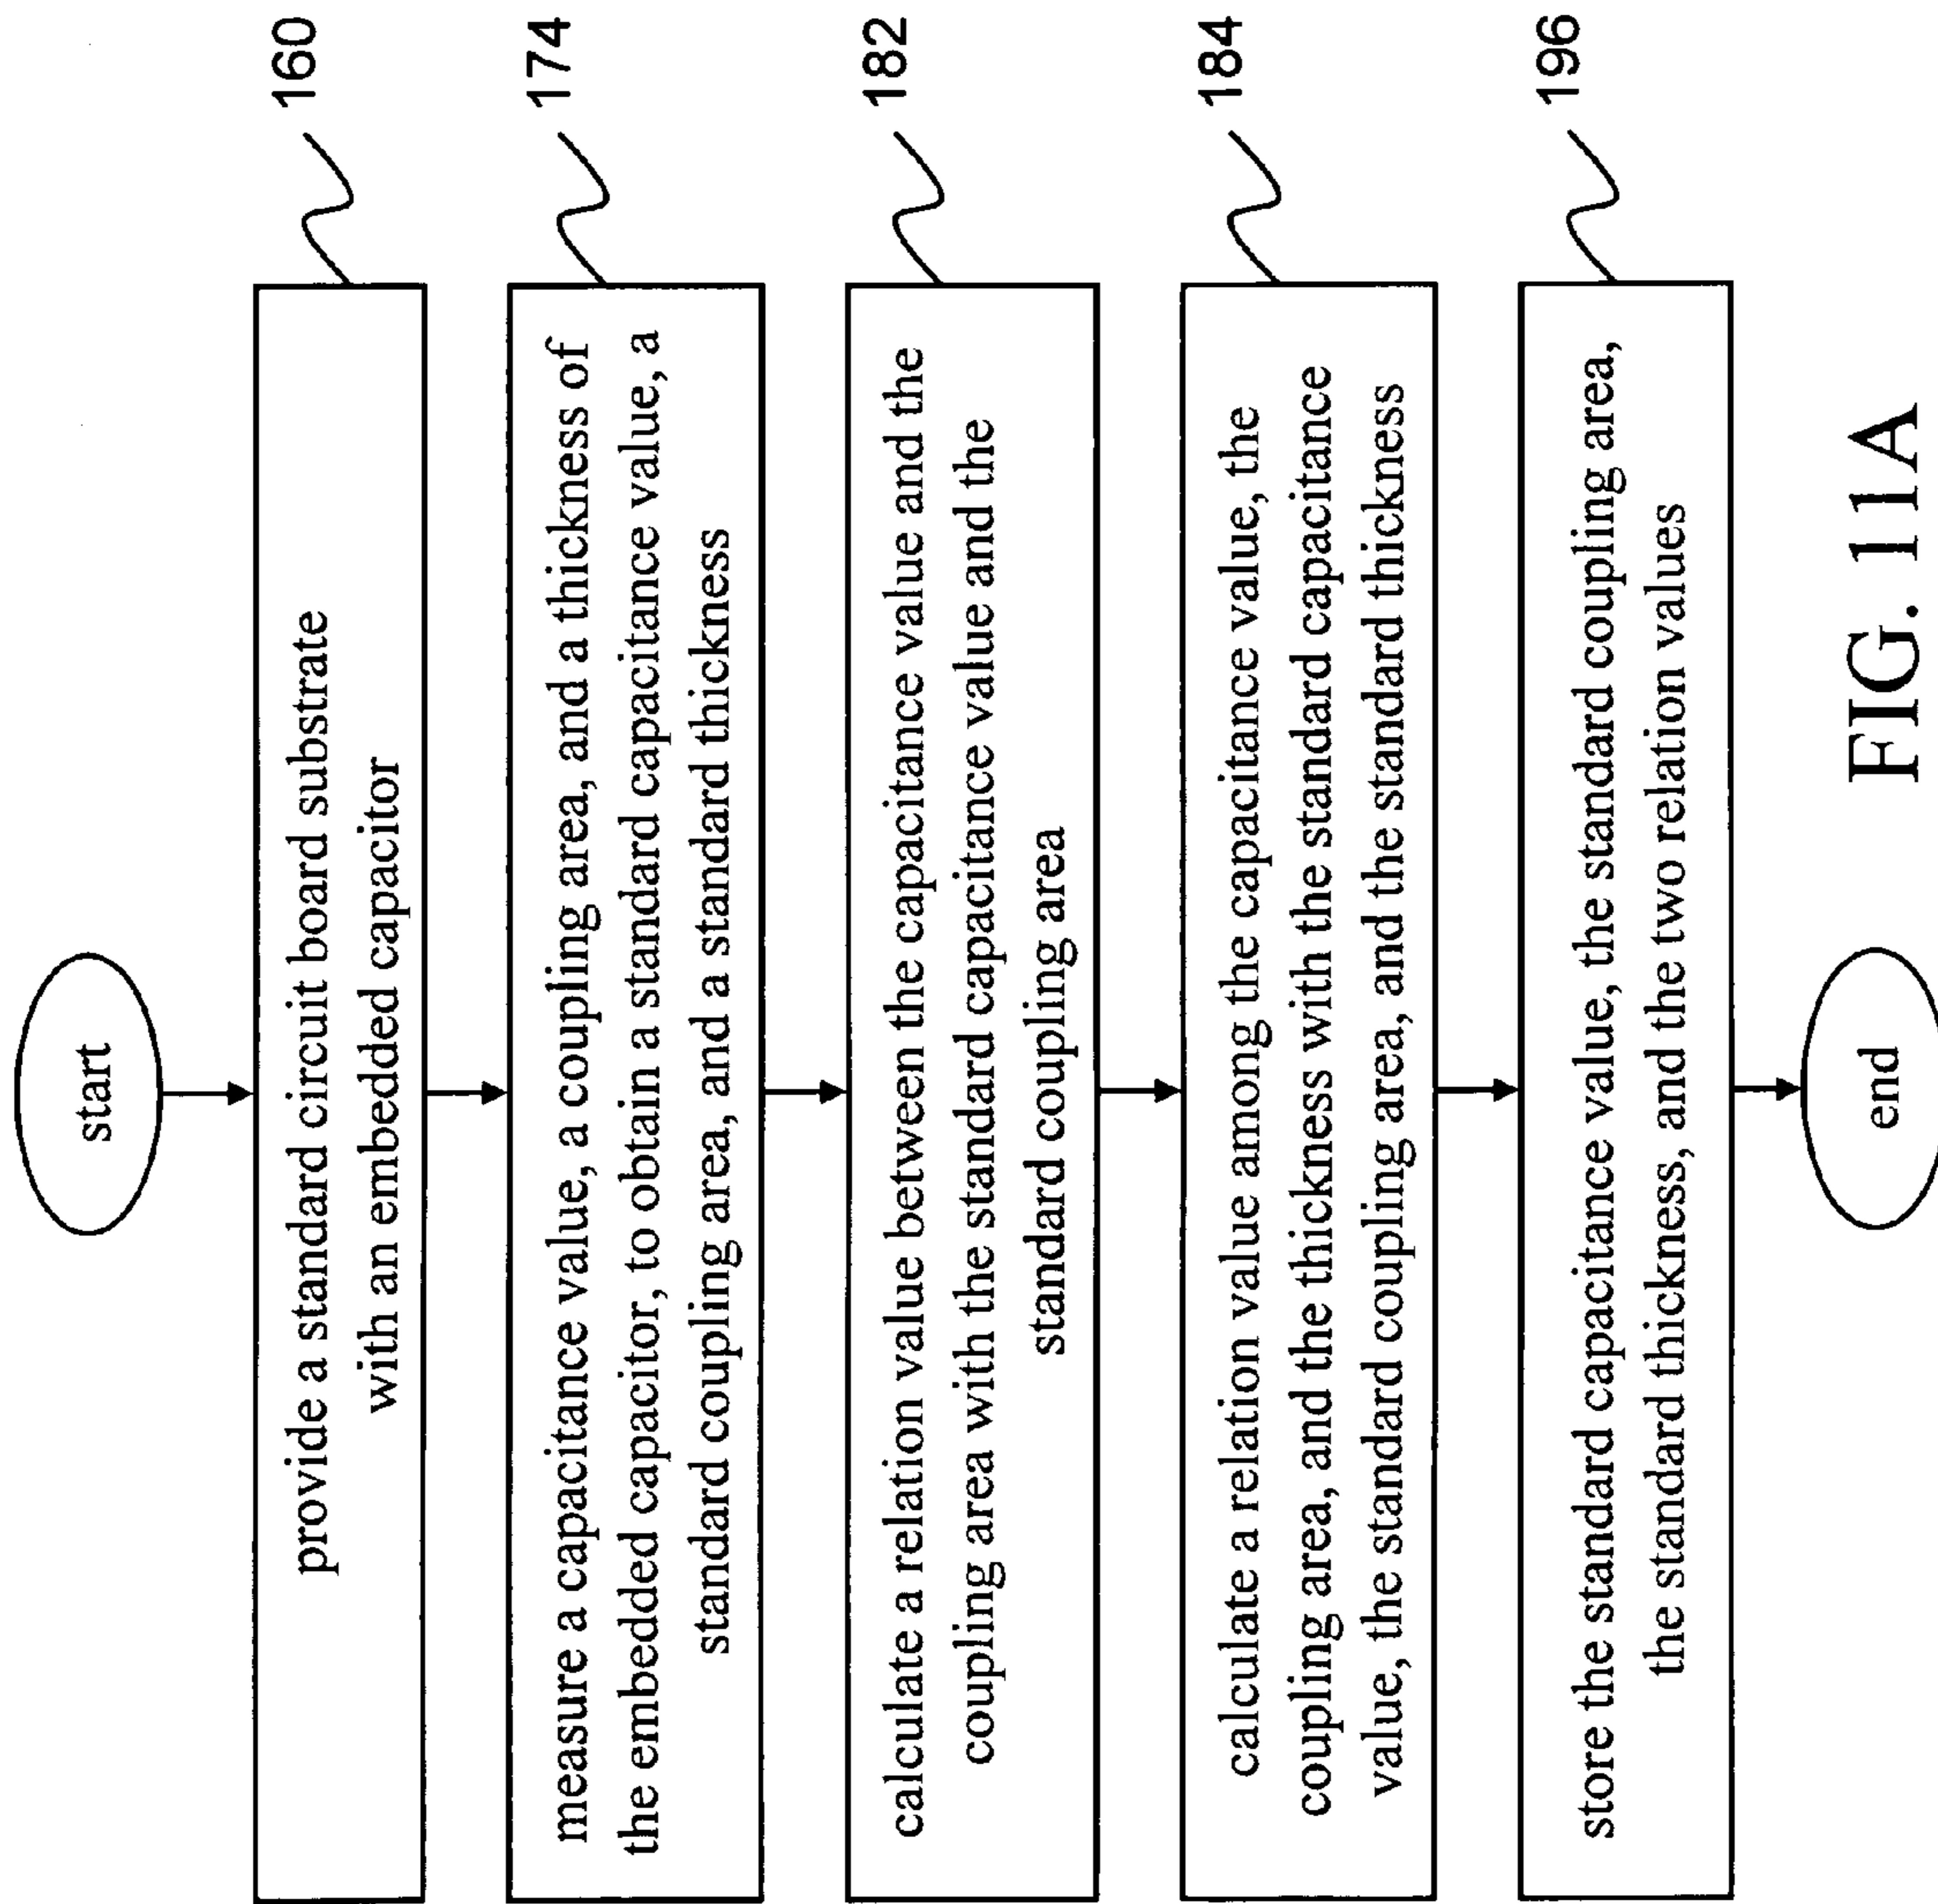 start
provide a standard circuit board substrate
with an embedded capacitor
160
measure a capacitance value, a coupling area, and a thickness of
the embedded capacitor, to obtain a standard capacitance value, a
standard coupling area, and a standard thickness
174
calculate a relation value between the capacitance value and the
coupling area with the standard capacitance value and the
standard coupling area
182
calculate a relation value among the capacitance value, the
coupling area, and the thickness with the standard capacitance
value, the standard coupling area, and the standard thickness
184
store the standard capacitance value, the standard coupling area,
the standard thickness, and the two relation values
196
end
FIG. 11A